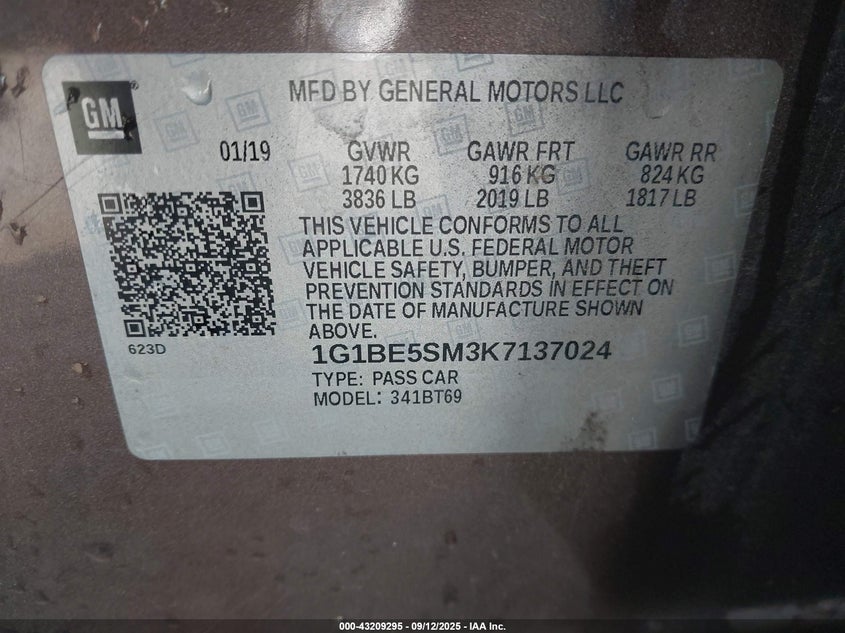 GM
MFD BY GENERAL MOTORS LLC
01/19 GVWR GAWR FRT GAWR RR
1740 KG 916 KG 824 KG
3836 LB 2019 LB 1817 LB
THIS VEHICLE CONFORMS TO ALL
APPLICABLE U.S. FEDERAL MOTOR
VEHICLE SAFETY, BUMPER, AND THEFT
PREVENTION STANDARDS IN EFFECT ON
THE DATE OF MANUFACTURE SHOWN
ABOVE.
623D
1G1BE5SM3K7137024
TYPE: PASS CAR
MODEL: 341BT69
000-43209295 - 09/12/2025 - IAA Inc.